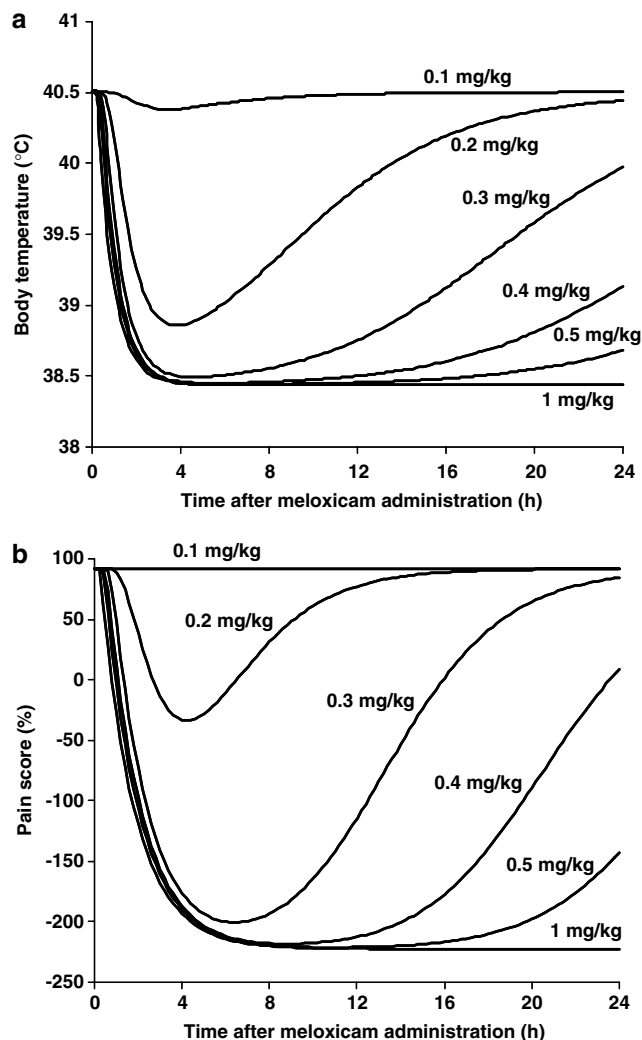 a
41
40.5
40
39.5
39
38.5
38
Body temperature (°C)
0.1 mg/kg
0.2 mg/kg
0.3 mg/kg
0.4 mg/kg
0.5 mg/kg
1 mg/kg
0 4 8 12 16 20 24
Time after meloxicam administration (h)
b
100
50
0
-50
-100
-150
-200
-250
Pain score (%)
0.1 mg/kg
0.2 mg/kg
0.3 mg/kg
0.4 mg/kg
0.5 mg/kg
1 mg/kg
0 4 8 12 16 20 24
Time after meloxicam administration (h)